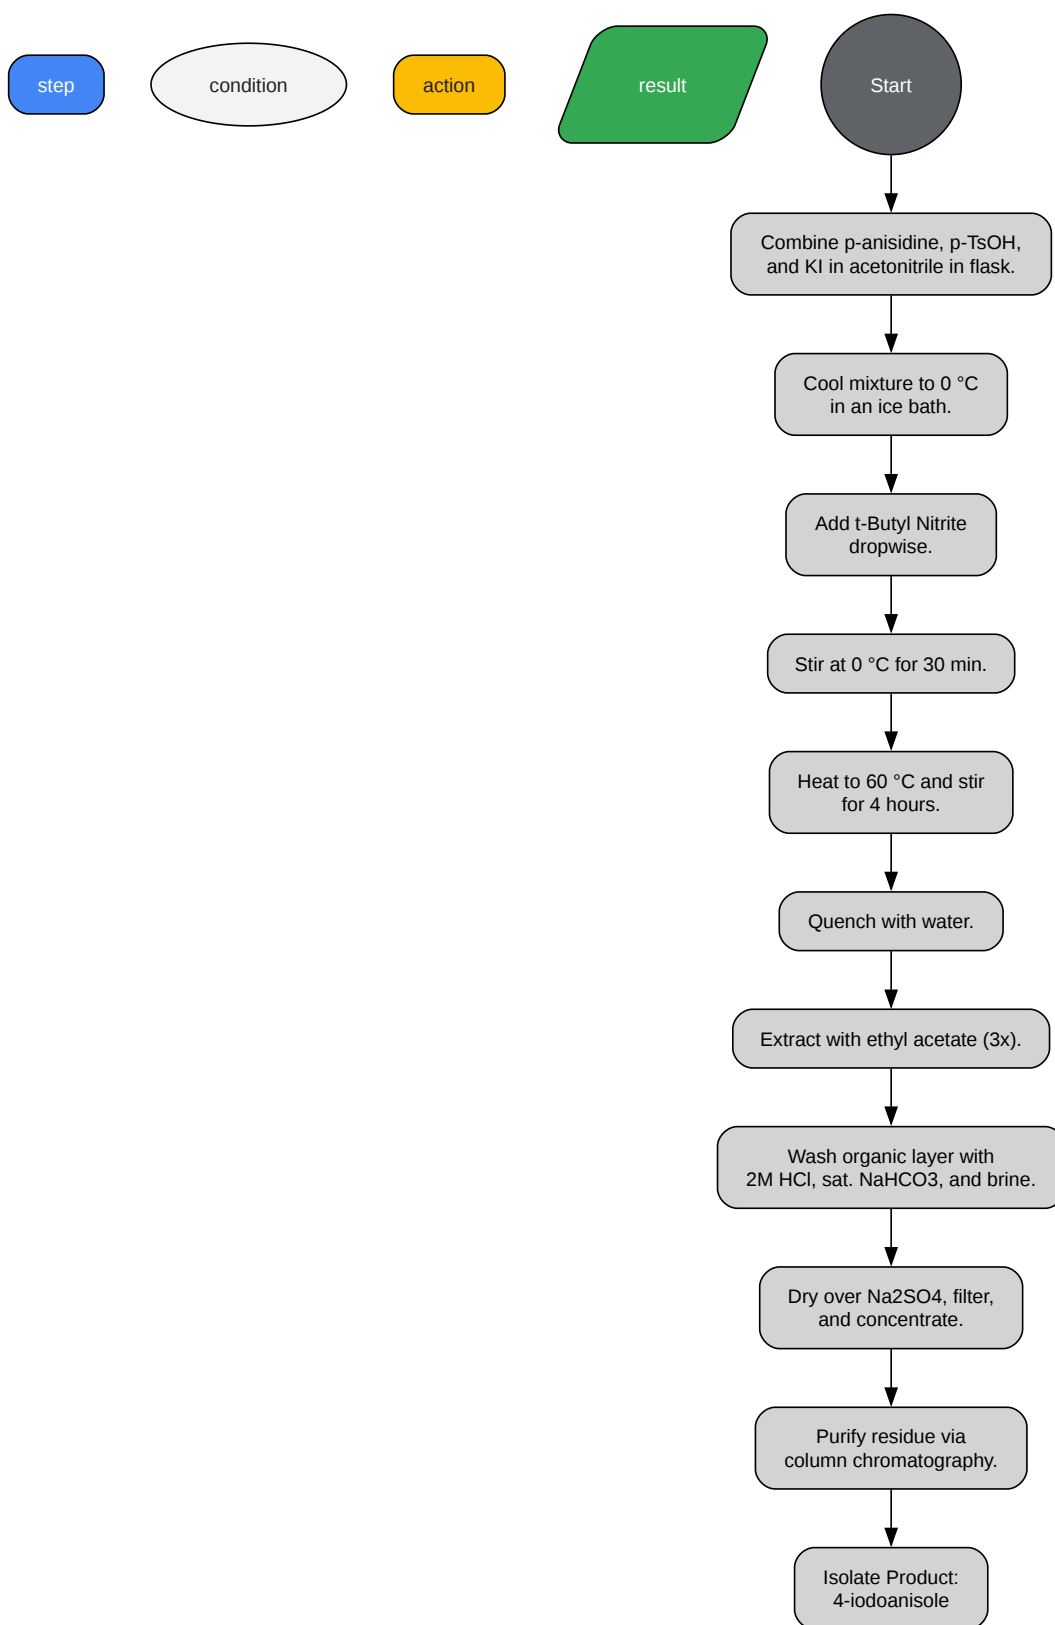 step
condition
action
result
Start
Combine p-anisidine, p-TsOH,
and KI in acetonitrile in flask.
Cool mixture to 0 °C
in an ice bath.
Add t-Butyl Nitrite
dropwise.
Stir at 0 °C for 30 min.
Heat to 60 °C and stir
for 4 hours.
Quench with water.
Extract with ethyl acetate (3x).
Wash organic layer with
2M HCl, sat. NaHCO3, and brine.
Dry over Na2SO4, filter,
and concentrate.
Purify residue via
column chromatography.
Isolate Product:
4-iodoanisole